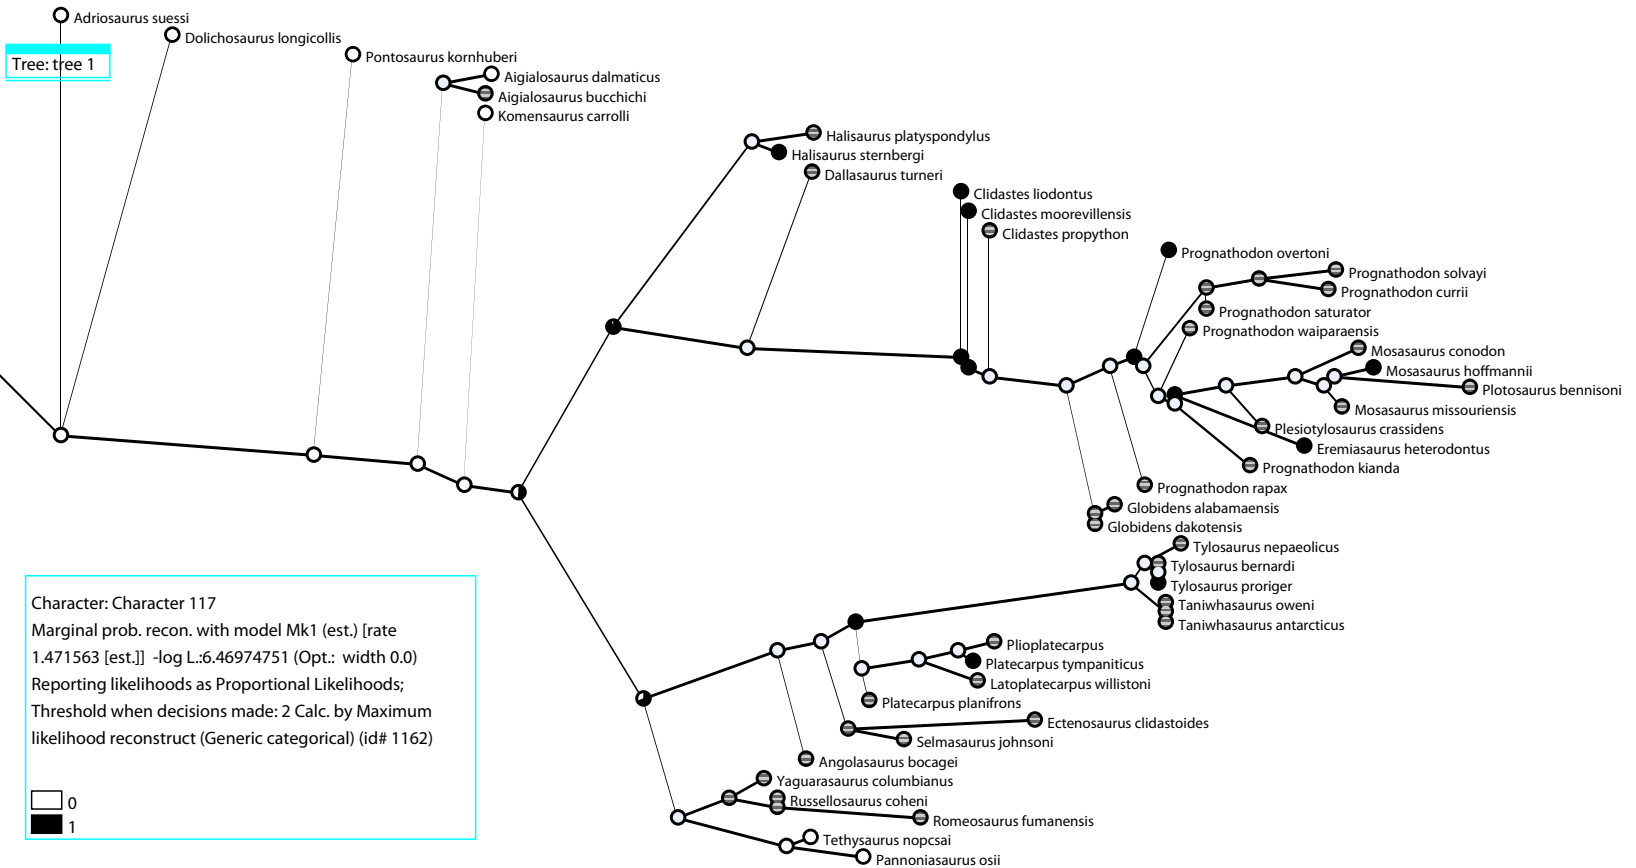 Adriosaurus suessi
Dolichosaurus longicollis
Pontosaurus kornhuberi
Tree: tree 1
Aigialosaurus dalmaticus
Aigialosaurus bucchichi
Komensaurus carrolli
Halisaurus platyspondylus
Halisaurus sternbergi
Dallasaurus turneri
Clidastes liodontus
Clidastes moorevillensis
Clidastes propython
Prognathodon overtoni
Prognathodon solvayi
Prognathodon currii
Prognathodon saturator
Prognathodon waiparaensis
Mosasaurus conodon
Mosasaurus hoffmannii
Plotosaurus bennisoni
Mosasaurus missouriensis
Plesiotylosaurus crassidens
Eremiasaurus heterodontus
Prognathodon kianda
Prognathodon rapax
Globidens alabamaensis
Globidens dakotensis
Tylosaurus nepaeolicus
Tylosaurus bernardi
Tylosaurus proriger
Taniwhasaurus oweni
Taniwhasaurus antarcticus
Plioplatecarpus
Platecarpus tympaniticus
Latoplatecarpus willistoni
Platecarpus planifrons
Ectenosaurus clidastoides
Selmasaurus johnsoni
Angolasaurus bocagei
Yaguarasaurus columbianus
Russellosaurus coheni
Romeosaurus fumanensis
Tethysaurus nopcsai
Pannoniasaurus osii
Character: Character 117
Marginal prob. recon. with model Mk1 (est.) [rate
1.471563 [est.]]  -log L.:6.46974751 (Opt.:  width 0.0)
Reporting likelihoods as Proportional Likelihoods;
Threshold when decisions made: 2 Calc. by Maximum
likelihood reconstruct (Generic categorical) (id# 1162)
0
1